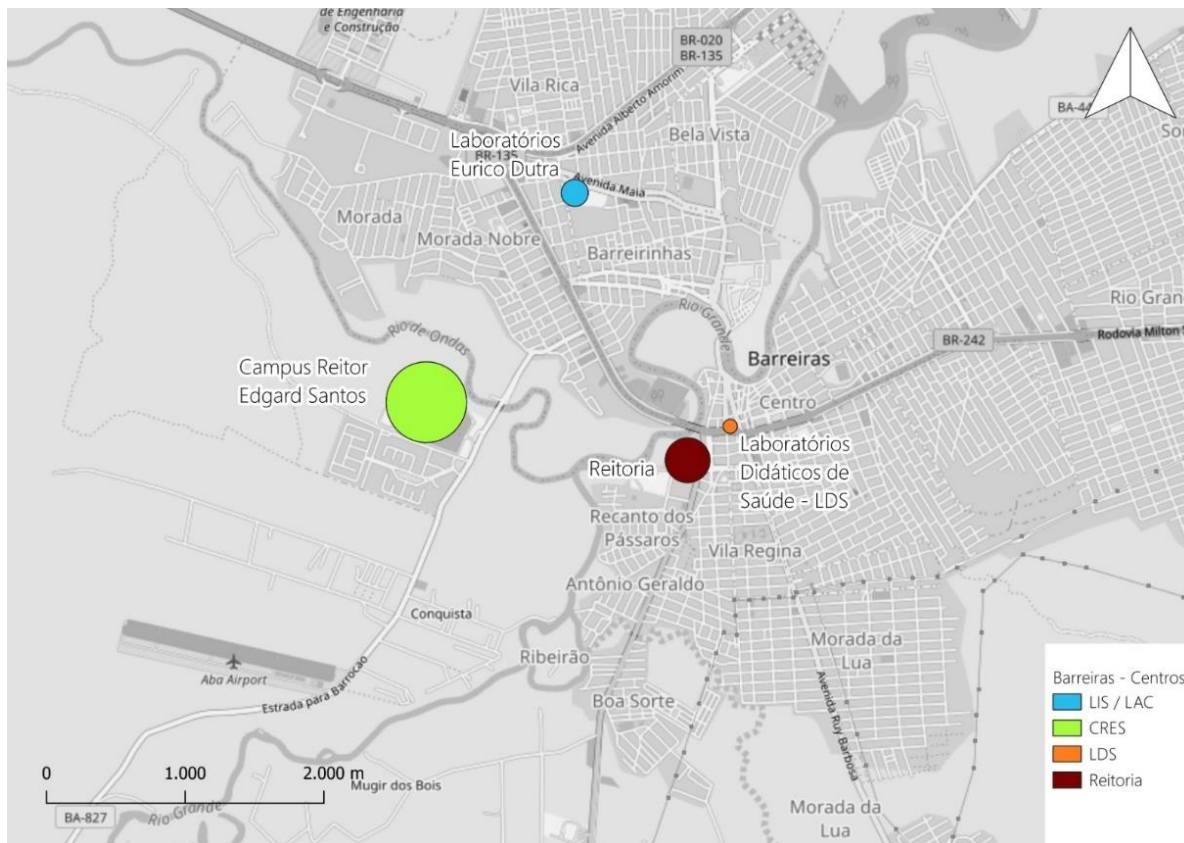 de Engenharia
e Construção
BR-020
BR-135
Vila Rica
Avenida Alberto Amorim
Bela Vista
BA-44
Laboratórios
Eurico Dutra
BR-135
Avenida Maia
Morada
Morada Nobre
Barreirinhas
Rio Grande
Rio de Ondas
Rio Grand
Rodovia Milton S
BR-242
Barreiras
Centro
Campus Reitor
Edgard Santos
Reitoria
Laboratórios
Didáticos de
Saúde - LDS
Recanto dos
Pássaros
Vila Regina
Antônio Geraldo
Conquista
Ribeirão
Morada da
Lua
Aba Airport
Estrada para Barrocão
Boa Sorte
Avenida Ruy Barbosa
Barreiras - Centros
LIS / LAC
CRES
LDS
Reitoria
0 1.000 2.000 m
Mugir dos Bois
BA-827
Rio Grande
Morada da
Lua